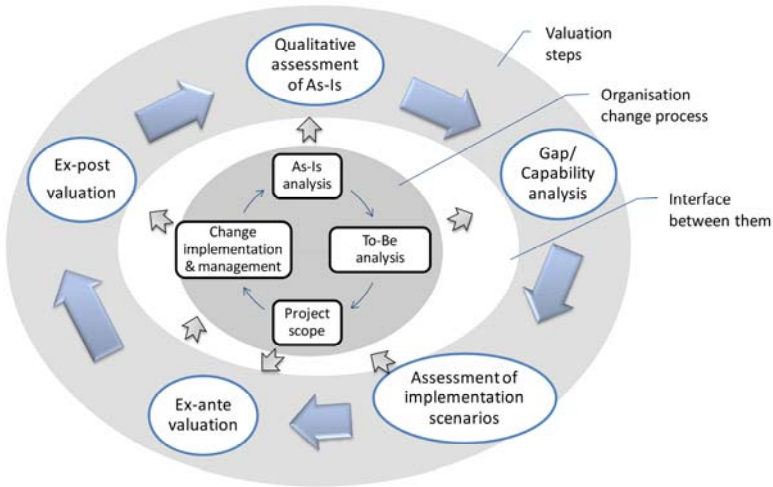 Qualitative
assessment
of As-Is
Valuation
steps
Organisation
change process
Interface
between them
Gap/
Capability
analysis
Assessment of
implementation
scenarios
Ex-ante
valuation
Ex-post
valuation
As-Is
analysis
To-Be
analysis
Project
scope
Change
implementation
& management